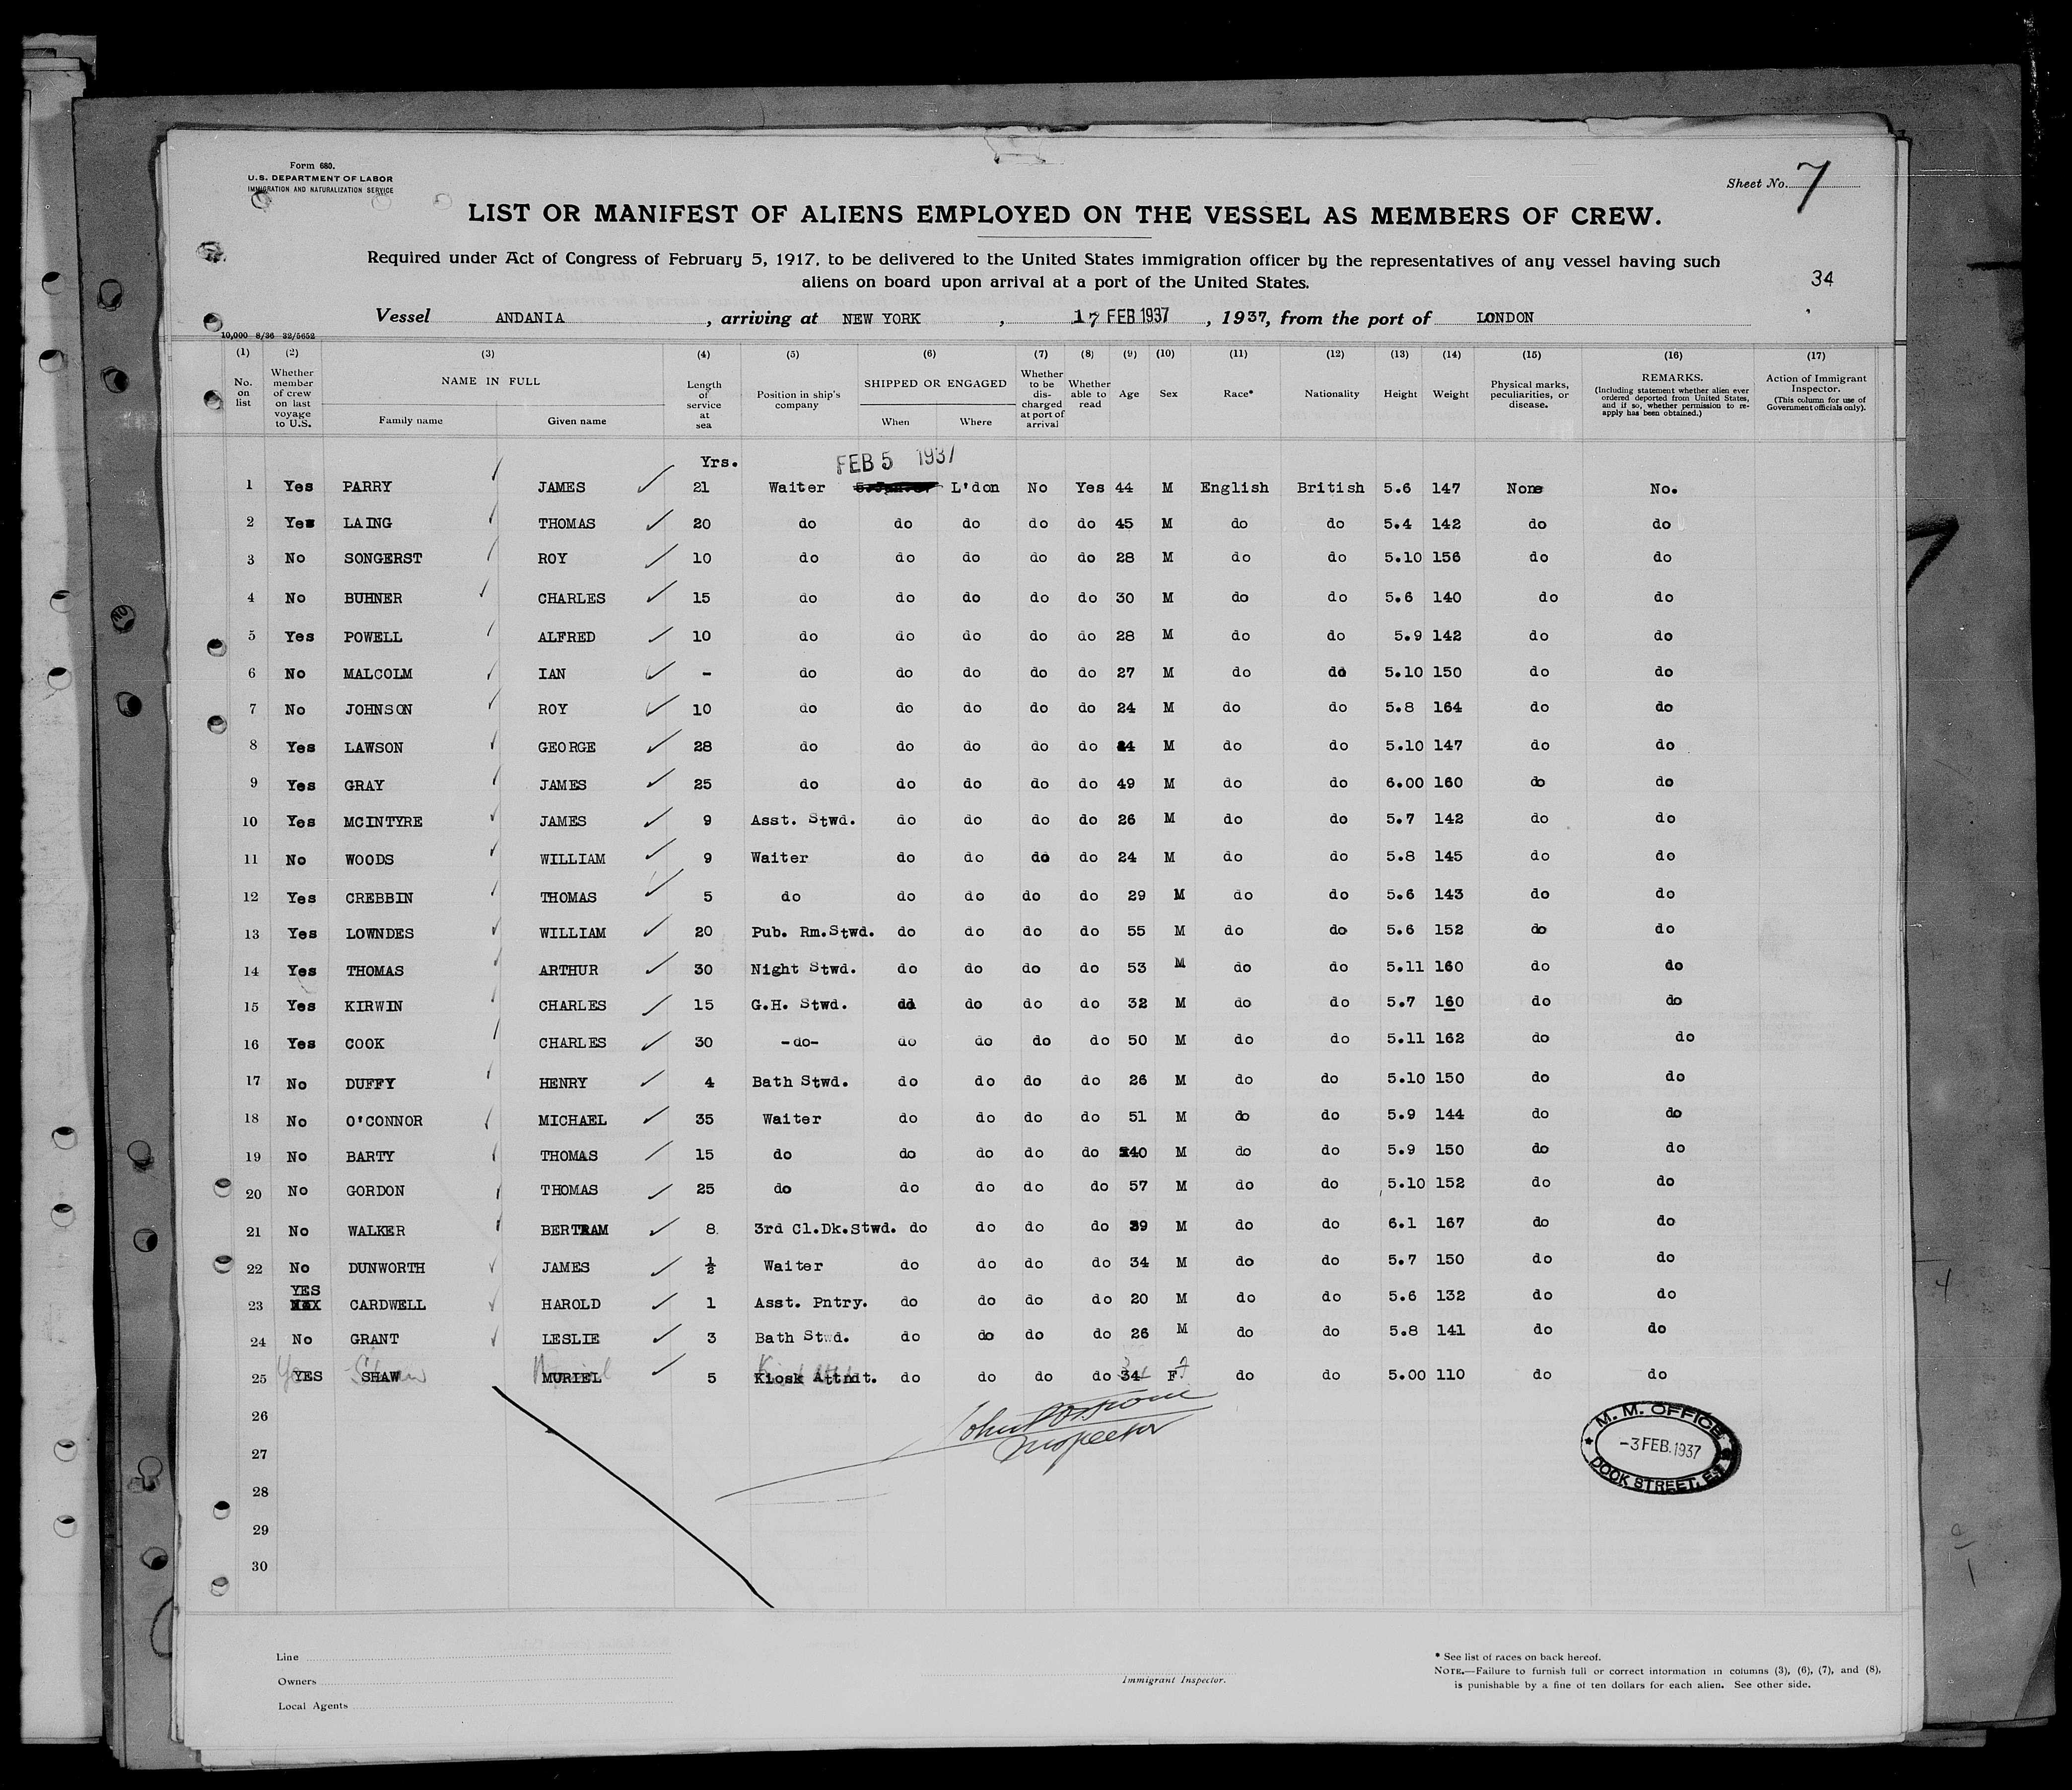 Form 680.
U.S. DEPARTMENT OF LABOR
IMMIGRATION AND NATURALIZATION SERVICE
Sheet No. 7
LIST OR MANIFEST OF ALIENS EMPLOYED ON THE VESSEL AS MEMBERS OF CREW.
Required under Act of Congress of February 5, 1917, to be delivered to the United States immigration officer by the representatives of any vessel having such
aliens on board upon arrival at a port of the United States.
34
Vessel ANDANIA, arriving at NEW YORK, 17 FEB 1937, 1937, from the port of LONDON
10,000 8/36 32/5652
(1) (2) (3) (4) (5) (6) (7) (8) (9) (10) (11) (12) (13) (14) (15) (16) (17)
No. on list Whether member of crew on last voyage to U.S. NAME IN FULL Family name Given name Length of service at sea Position in ship's company SHIPPED OR ENGAGED When Where Whether to be discharged at port of arrival Whether able to read Age Sex Race* Nationality Height Weight Physical marks, peculiarities, or disease. REMARKS. (Including statement whether alien ever ordered deported from United States, and if so, whether permission to re-apply has been obtained.) Action of Immigrant Inspector. (This column for use of Government officials only).
Yrs. FEB 5 1937
1 Yes PARRY JAMES 21 Waiter L'don No Yes 44 M English British 5.6 147 None No.
2 Yes LAING THOMAS 20 do do do do do 45 M do do 5.4 142 do do
3 No SONGERST ROY 10 do do do do do 28 M do do 5.10 156 do do
4 No BUHNER CHARLES 15 do do do do do 30 M do do 5.6 140 do do
5 Yes POWELL ALFRED 10 do do do do do 28 M do do 5.9 142 do do
6 No MALCOLM IAN - do do do do do 27 M do do 5.10 150 do do
7 No JOHNSON ROY 10 do do do do do 24 M do do 5.8 164 do do
8 Yes LAWSON GEORGE 28 do do do do do M do do 5.10 147 do do
9 Yes GRAY JAMES 25 do do do do do 49 M do do 6.00 160 do do
10 Yes MCINTYRE JAMES 9 Asst. Stwd. do do do do 26 M do do 5.7 142 do do
11 No WOODS WILLIAM 9 Waiter do do do do 24 M do do 5.8 145 do do
12 Yes CREBBIN THOMAS 5 do do do do do 29 M do do 5.6 143 do do
13 Yes LOWNDES WILLIAM 20 Pub. Rm.Stwd. do do do do 55 M do do 5.6 152 do do
14 Yes THOMAS ARTHUR 30 Night Stwd. do do do do 53 M do do 5.11 160 do do
15 Yes KIRWIN CHARLES 15 G.H. Stwd. do do do do 32 M do do 5.7 160 do do
16 Yes COOK CHARLES 30 -do- do do do do 50 M do do 5.11 162 do do
17 No DUFFY HENRY 4 Bath Stwd. do do do do 26 M do do 5.10 150 do do
18 No O'CONNOR MICHAEL 35 Waiter do do do do 51 M do do 5.9 144 do do
19 No BARTY THOMAS 15 do do do do do 40 M do do 5.9 150 do do
20 No GORDON THOMAS 25 do do do do do 57 M do do 5.10 152 do do
21 No WALKER BERTRAM 8 3rd Cl.Dk.Stwd. do do do do 39 M do do 6.1 167 do do
22 No DUNWORTH JAMES ½ Waiter do do do do 34 M do do 5.7 150 do do
23 YES CARDWELL HAROLD 1 Asst. Pntry. do do do do 20 M do do 5.6 132 do do
24 No GRANT LESLIE 3 Bath Stwd. do do do do 26 M do do 5.8 141 do do
25 YES SHAW MURIEL 5 Kiosk Attndt. do do do do 34 F do do 5.00 110 do do
26
27
28
29
30
Inspector
M. M. OFFICE
-3 FEB. 1937
DOCK STREET, E.1
Line
Owners
Local Agents
Immigrant Inspector.
* See list of races on back hereof.
NOTE.—Failure to furnish full or correct information in columns (3), (6), (7), and (8),
is punishable by a fine of ten dollars for each alien. See other side.